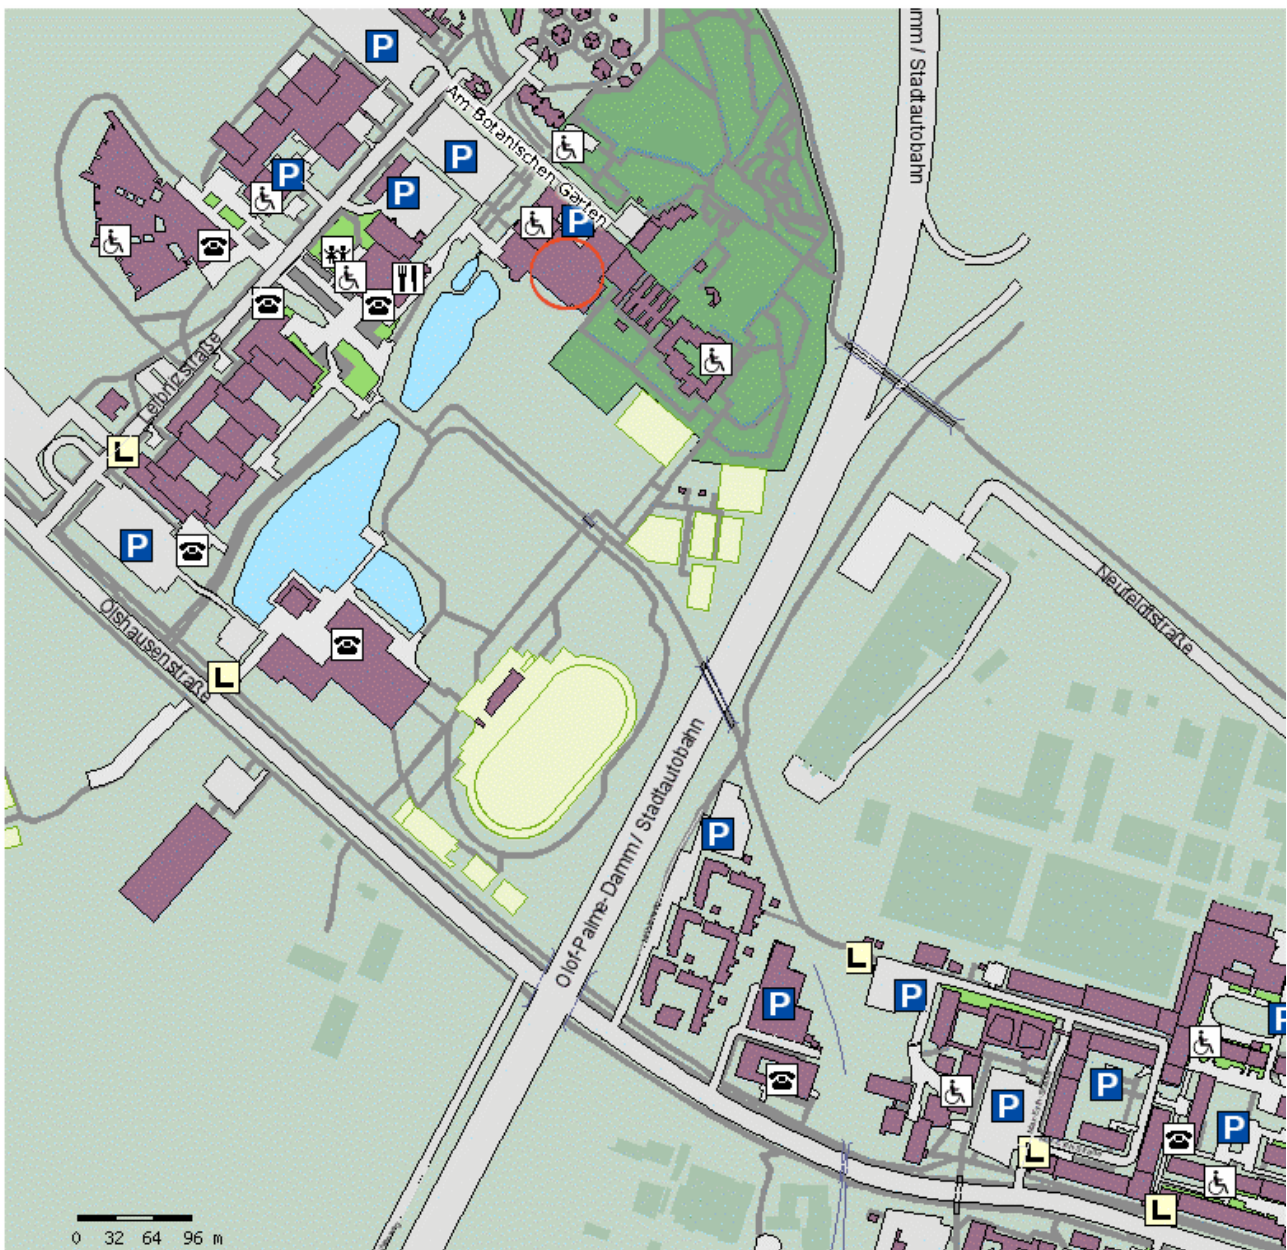 P
mm / Stadtautobahn
Am Botanischen Garten
P
P
P
P
Leibnizstraße
L
P
Neufeldtstraße
Olshausenstraße
L
Olof-Palme-Damm / Stadtautobahn
P
L
P
P
P
P
P
P
L
L
0 32 64 96 m